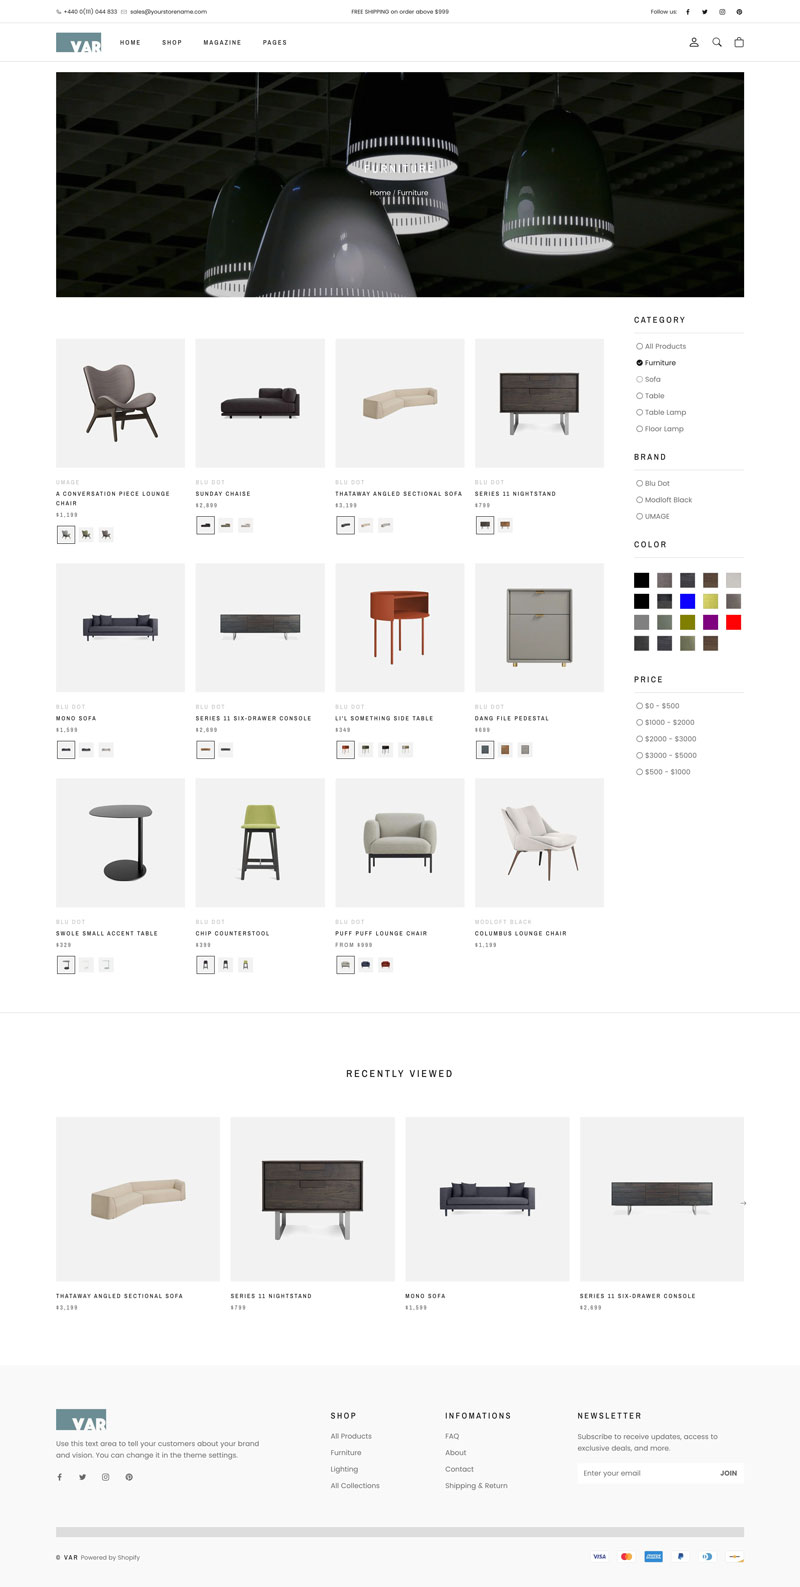 +440 0(111) 044 833 sales@yourstorename.com
FREE SHIPPING on order above $999
Follow us:
VAR
HOME SHOP MAGAZINE PAGES
FURNITURE
Home / Furniture
CATEGORY
All Products
Furniture
Sofa
Table
Table Lamp
Floor Lamp
BRAND
Blu Dot
Modloft Black
UMAGE
COLOR
PRICE
$0 - $500
$1000 - $2000
$2000 - $3000
$3000 - $5000
$500 - $1000
UMAGE
A CONVERSATION PIECE LOUNGE
CHAIR
$1,199
BLU DOT
SUNDAY CHAISE
$2,899
BLU DOT
THATAWAY ANGLED SECTIONAL SOFA
$3,199
BLU DOT
SERIES 11 NIGHTSTAND
$799
BLU DOT
MONO SOFA
$1,599
BLU DOT
SERIES 11 SIX-DRAWER CONSOLE
$2,699
BLU DOT
LI'L SOMETHING SIDE TABLE
$349
BLU DOT
DANG FILE PEDESTAL
$699
BLU DOT
SWOLE SMALL ACCENT TABLE
$329
BLU DOT
CHIP COUNTERSTOOL
$399
BLU DOT
PUFF PUFF LOUNGE CHAIR
FROM $999
MODLOFT BLACK
COLUMBUS LOUNGE CHAIR
$1,199
RECENTLY VIEWED
THATAWAY ANGLED SECTIONAL SOFA
$3,199
SERIES 11 NIGHTSTAND
$799
MONO SOFA
$1,599
SERIES 11 SIX-DRAWER CONSOLE
$2,699
VAR
Use this text area to tell your customers about your brand
and vision. You can change it in the theme settings.
SHOP
All Products
Furniture
Lighting
All Collections
INFOMATIONS
FAQ
About
Contact
Shipping & Return
NEWSLETTER
Subscribe to receive updates, access to
exclusive deals, and more.
Enter your email JOIN
© VAR Powered by Shopify
VISA